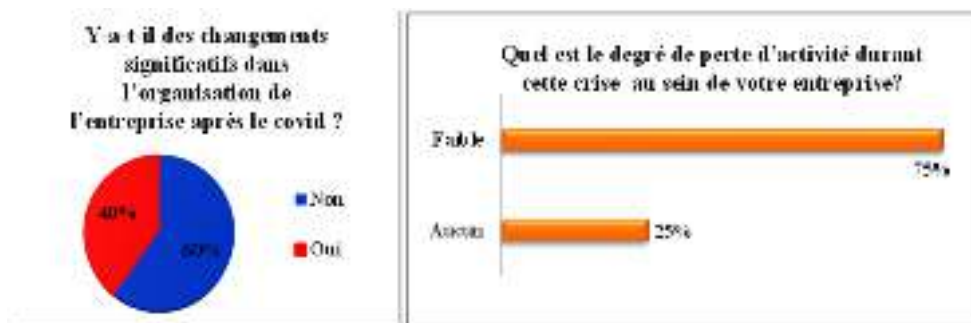 Y a-t il des changements
significatifs dans
l'organisation de
l'entreprise après le covid ?
40%
60%
Non
Oui
Quel est le degré de perte d'activité durant
cette crise au sein de votre entreprise?
Faible
75%
Aucun
25%